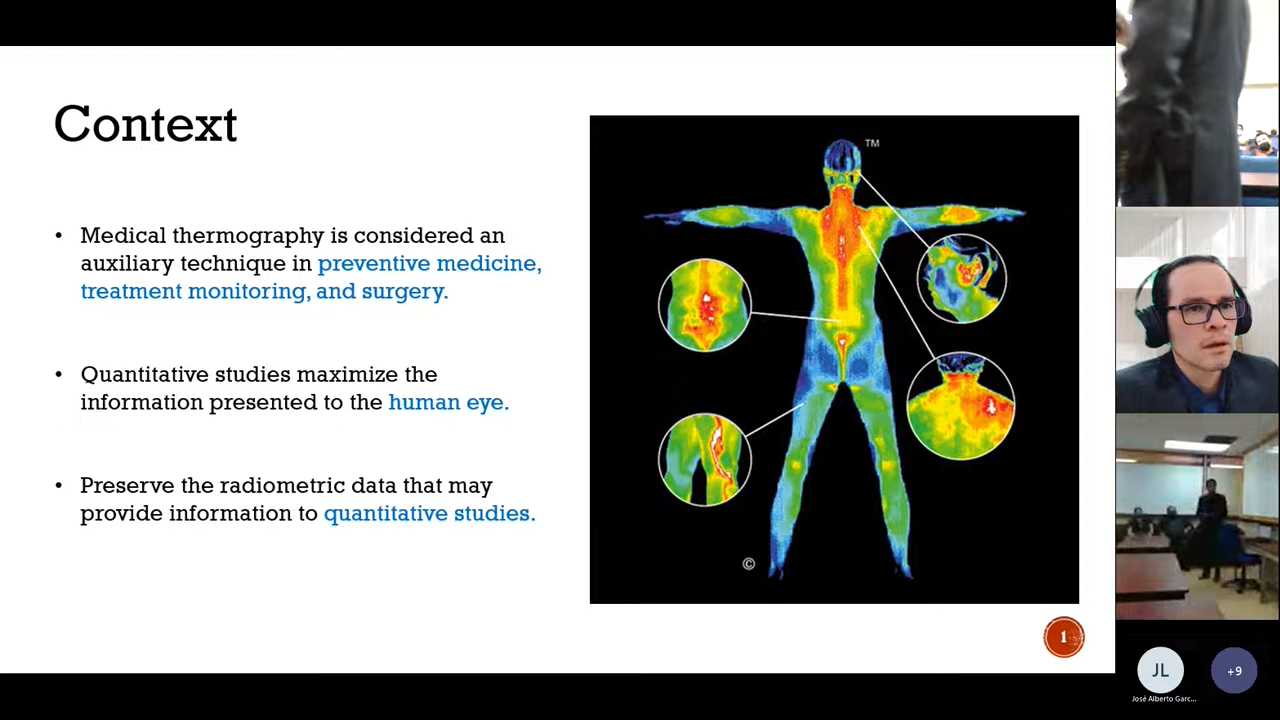 Context
• Medical thermography is considered an
auxiliary technique in preventive medicine,
treatment monitoring, and surgery.
• Quantitative studies maximize the
information presented to the human eye.
• Preserve the radiometric data that may
provide information to quantitative studies.
TM
©
1
JL
+9
José Alberto Garc...